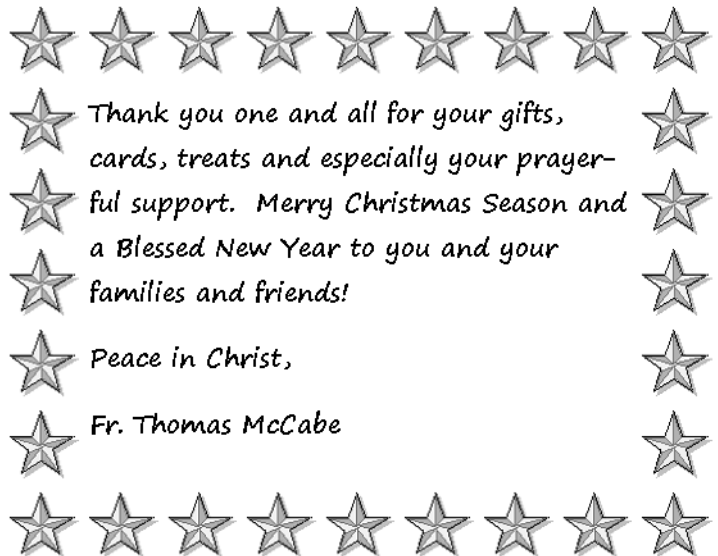 Thank you one and all for your gifts,
cards, treats and especially your prayer-
ful support.  Merry Christmas Season and
a Blessed New Year to you and your
families and friends!
Peace in Christ,
Fr. Thomas McCabe